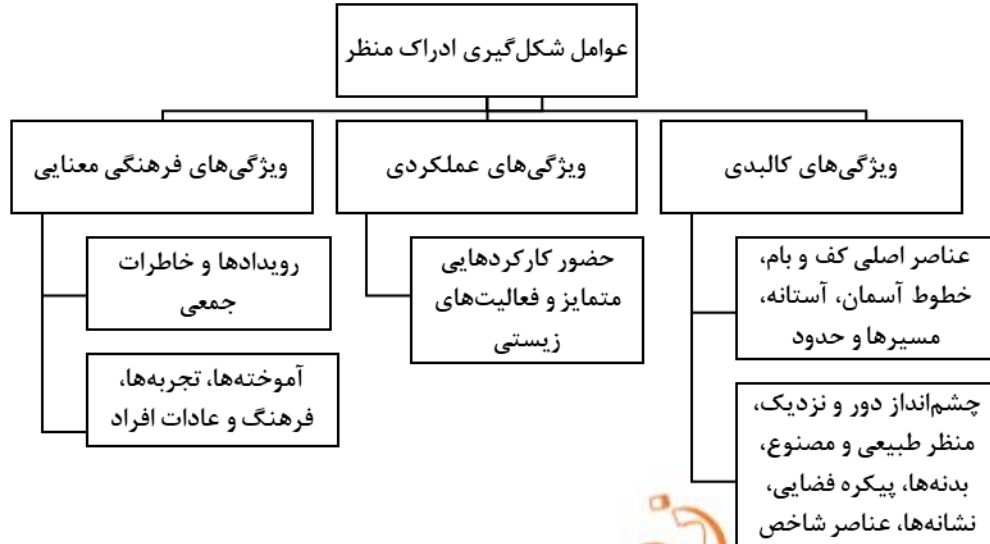 عوامل شکل‌گیری ادراک منظر
ویژگی‌های کالبدی
عناصر اصلی کف و بام،
خطوط آسمان، آستانه،
مسیرها و حدود
چشم‌انداز دور و نزدیک،
منظر طبیعی و مصنوع،
بدنه‌ها، پیکره فضایی،
نشانه‌ها، عناصر شاخص
ویژگی‌های عملکردی
حضور کارکردهایی
متمایز و فعالیت‌های
زیستی
ویژگی‌های فرهنگی معنایی
رویدادها و خاطرات
جمعی
آموخته‌ها، تجربه‌ها،
فرهنگ و عادات افراد